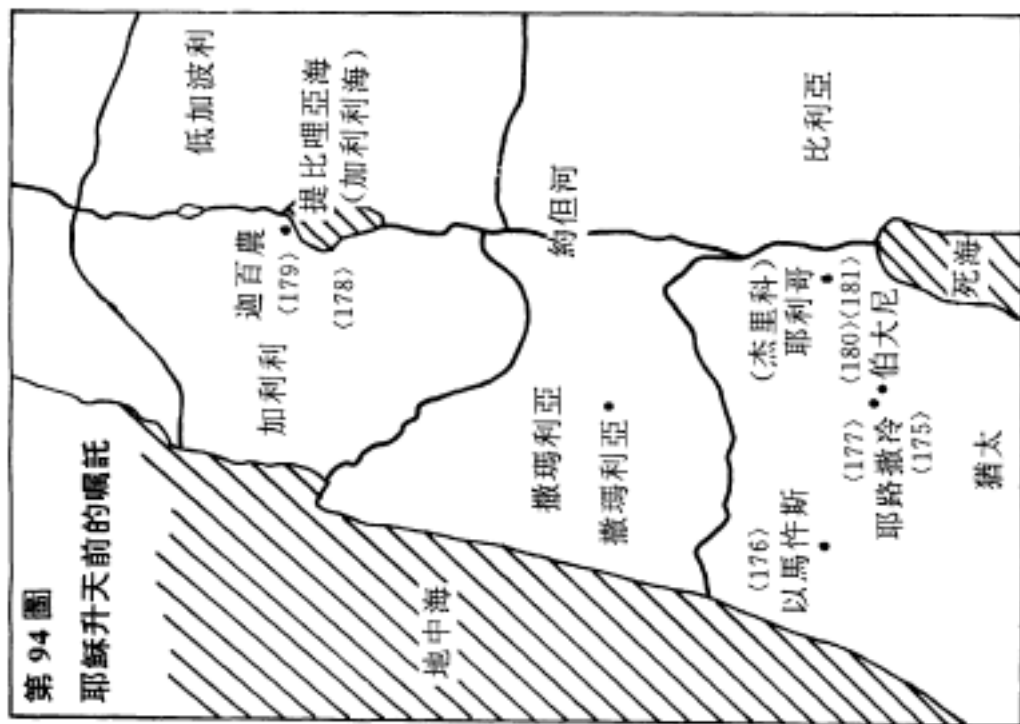 第 94 圖
耶穌升天前的囑託
低加波利
提比哩亞海
(加利利海)
迦百農
〈179〉
〈178〉
加利利
約但河
比利亞
地中海
撒瑪利亞
撒瑪利亞
(杰里科)
耶利哥
〈180〉〈181〉
伯大尼
死海
〈176〉
以馬忤斯
〈177〉
耶路撒冷
〈175〉
猶太